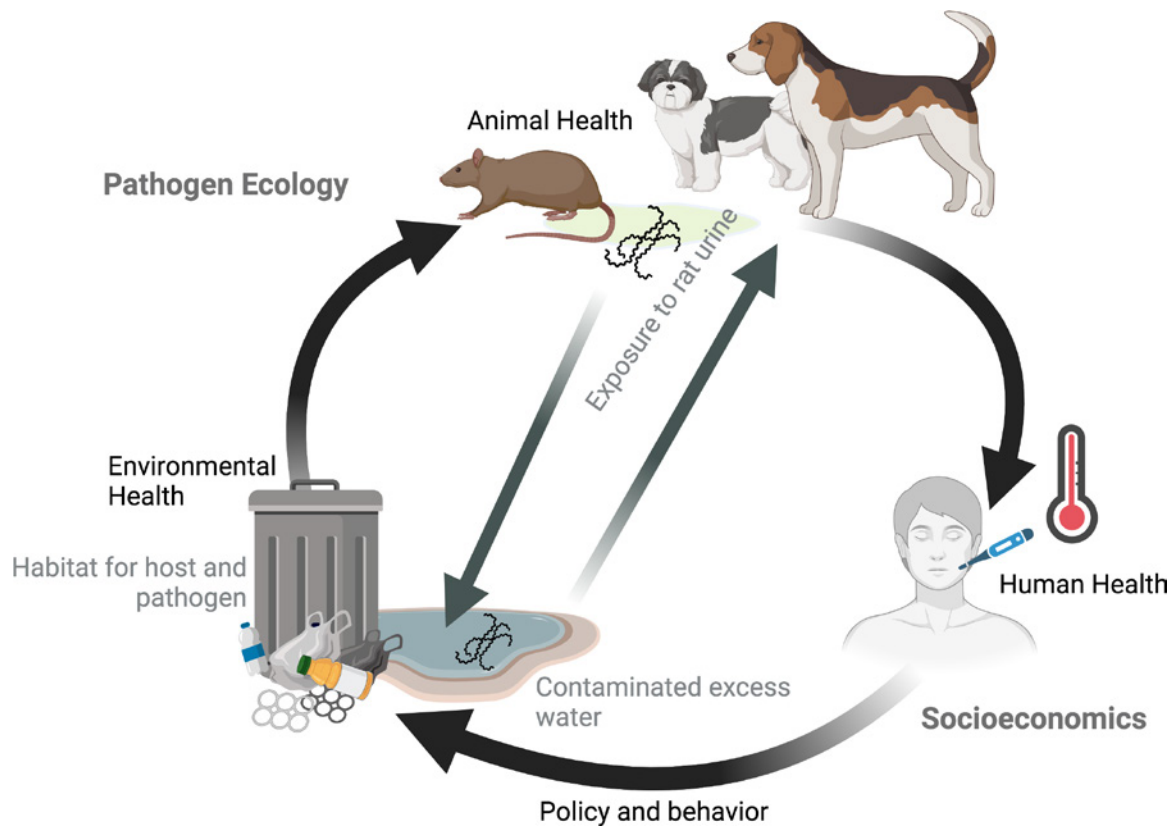 Animal Health
Pathogen Ecology
Exposure to rat urine
Environmental
Health
Habitat for host and
pathogen
Human Health
Contaminated excess
water
Socioeconomics
Policy and behavior